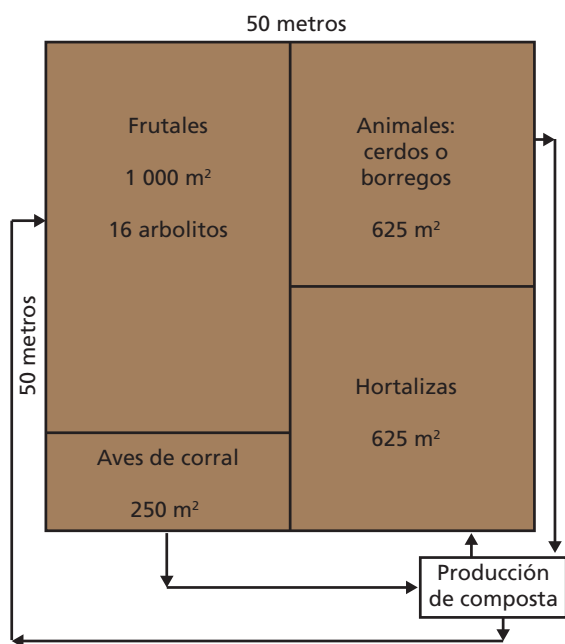 50 metros
Frutales
1 000 m²
16 arbolitos
Animales:
cerdos o
borregos
625 m²
50 metros
Hortalizas
625 m²
Aves de corral
250 m²
Producción
de composta